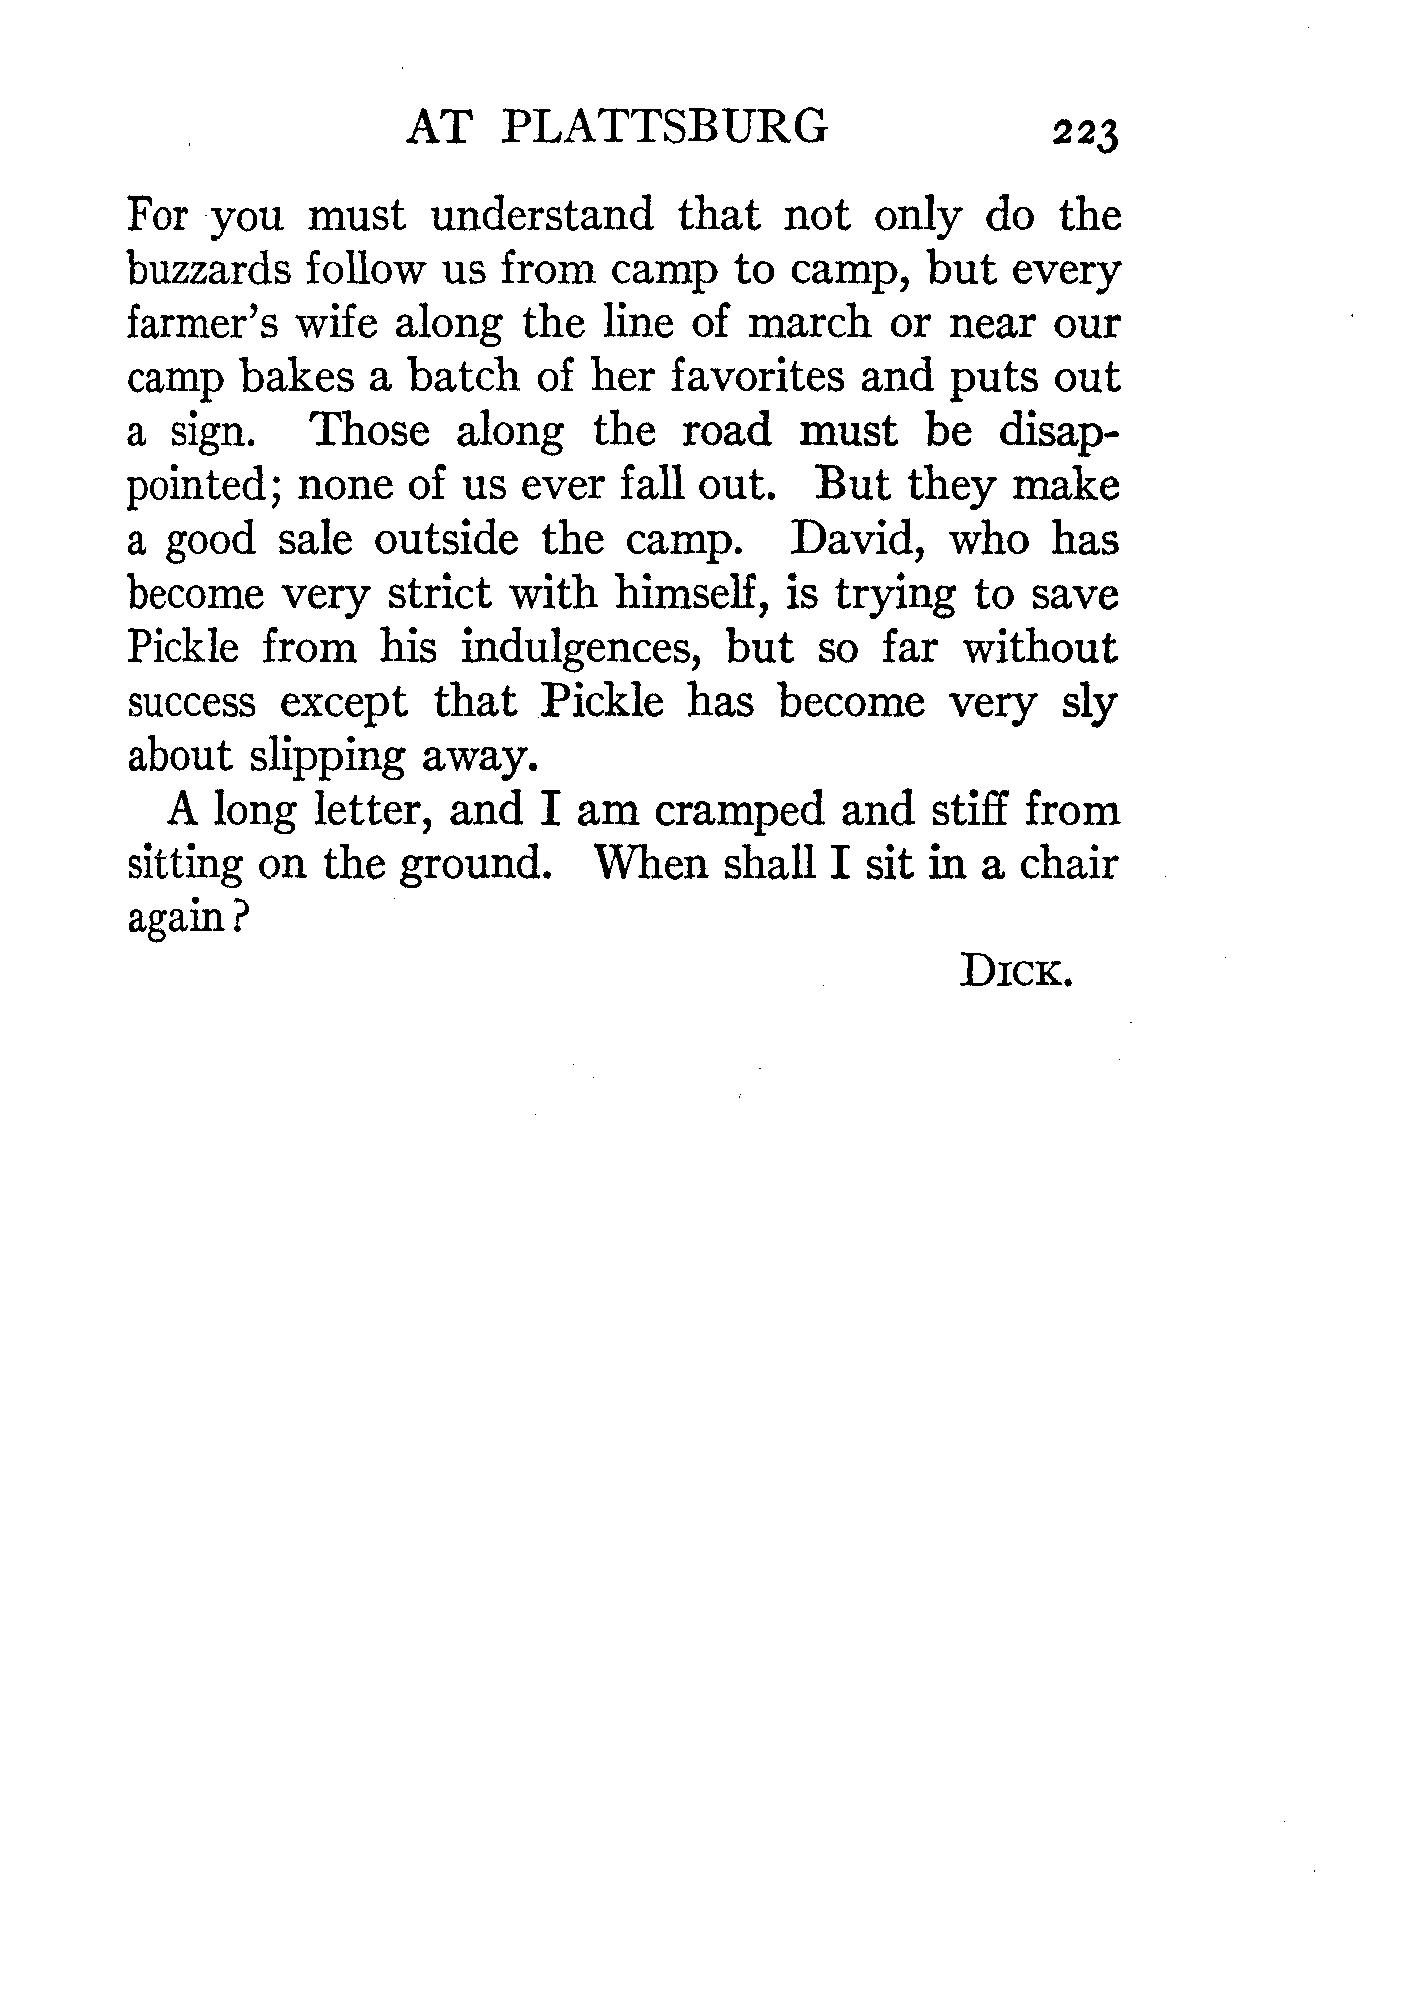 AT PLATTSBURG 223
For you must understand that not only do the
buzzards follow us from camp to camp, but every
farmer's wife along the line of march or near our
camp bakes a batch of her favorites and puts out
a sign. Those along the road must be disap-
pointed; none of us ever fall out. But they make
a good sale outside the camp. David, who has
become very strict with himself, is trying to save
Pickle from his indulgences, but so far without
success except that Pickle has become very sly
about slipping away.
A long letter, and I am cramped and stiff from
sitting on the ground. When shall I sit in a chair
again?
DICK.